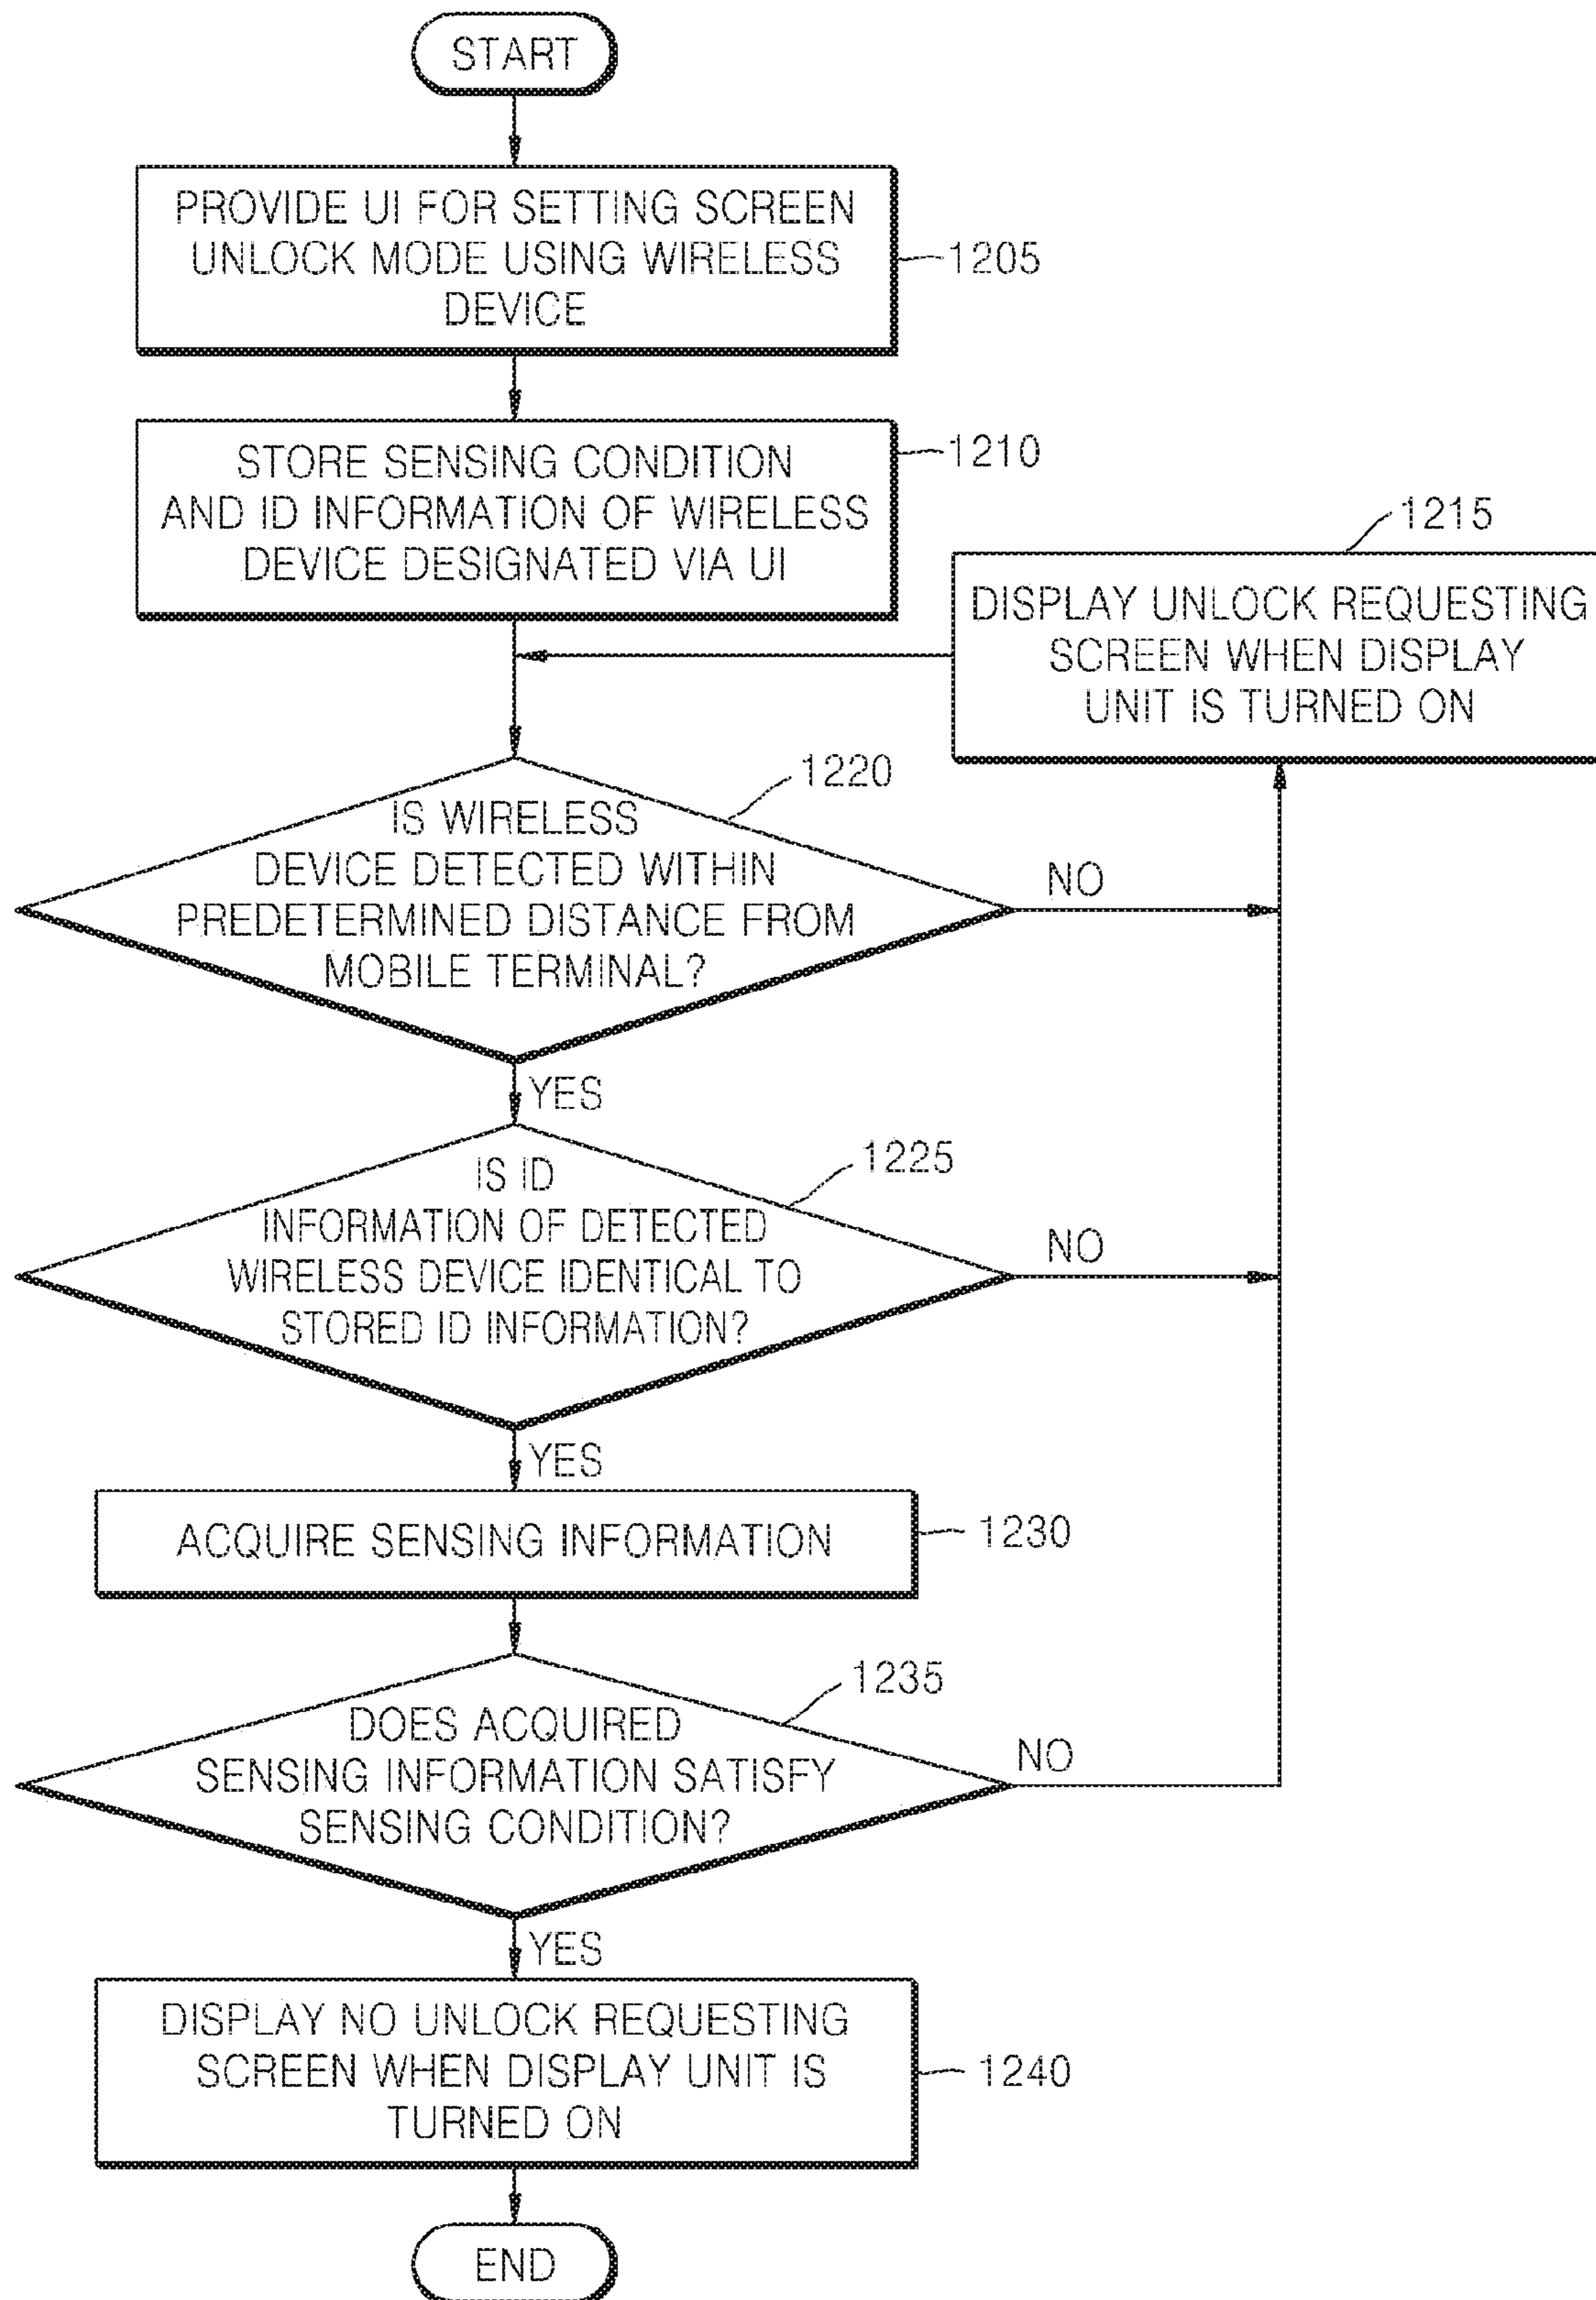 START
PROVIDE UI FOR SETTING SCREEN
UNLOCK MODE USING WIRELESS
DEVICE
1205
STORE SENSING CONDITION
AND ID INFORMATION OF WIRELESS
DEVICE DESIGNATED VIA UI
1210
1215
DISPLAY UNLOCK REQUESTING
SCREEN WHEN DISPLAY
UNIT IS TURNED ON
1220
IS WIRELESS
DEVICE DETECTED WITHIN
PREDETERMINED DISTANCE FROM
MOBILE TERMINAL?
NO
YES
1225
IS ID
INFORMATION OF DETECTED
WIRELESS DEVICE IDENTICAL TO
STORED ID INFORMATION?
NO
YES
ACQUIRE SENSING INFORMATION
1230
1235
DOES ACQUIRED
SENSING INFORMATION SATISFY
SENSING CONDITION?
NO
YES
DISPLAY NO UNLOCK REQUESTING
SCREEN WHEN DISPLAY UNIT IS
TURNED ON
1240
END